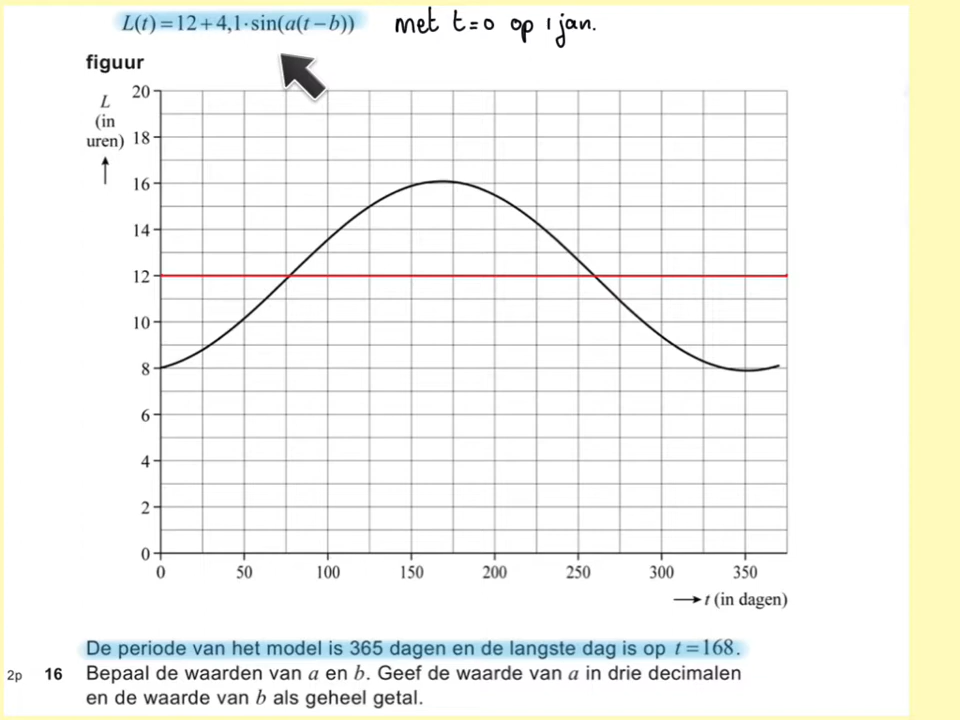 L(t) = 12 + 4,1 · sin(a(t − b)) met t=0 op 1 jan.
figuur
L
(in
uren)
20
18
16
14
12
10
8
6
4
2
0
0 50 100 150 200 250 300 350
t (in dagen)
De periode van het model is 365 dagen en de langste dag is op t = 168.
2p 16 Bepaal de waarden van a en b. Geef de waarde van a in drie decimalen
en de waarde van b als geheel getal.